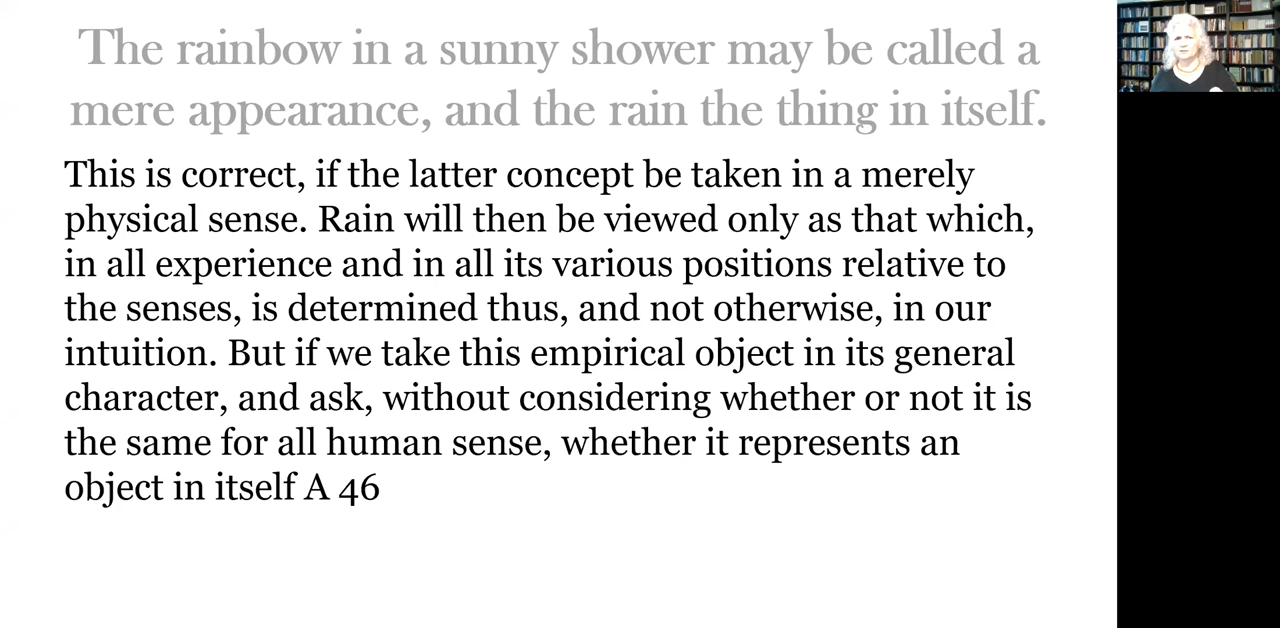 The rainbow in a sunny shower may be called a
mere appearance, and the rain the thing in itself.
This is correct, if the latter concept be taken in a merely
physical sense. Rain will then be viewed only as that which,
in all experience and in all its various positions relative to
the senses, is determined thus, and not otherwise, in our
intuition. But if we take this empirical object in its general
character, and ask, without considering whether or not it is
the same for all human sense, whether it represents an
object in itself A 46